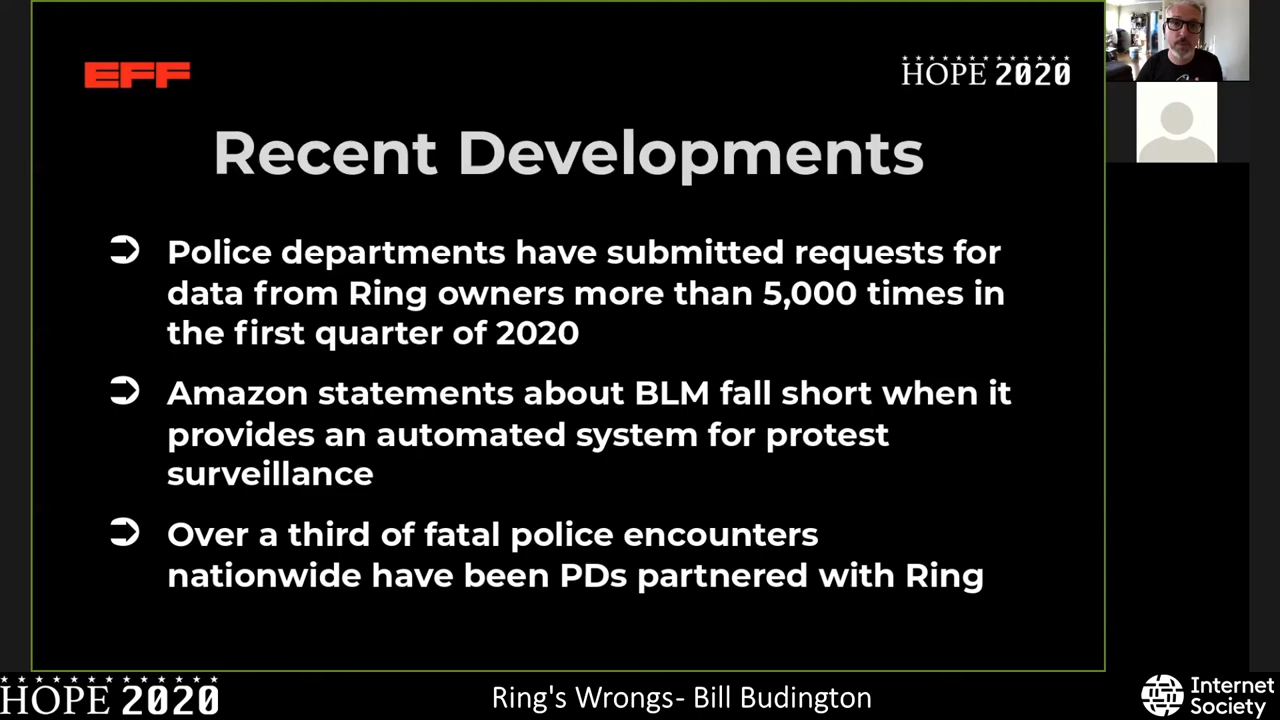 EFF
HOPE 2020
Recent Developments
Police departments have submitted requests for
data from Ring owners more than 5,000 times in
the first quarter of 2020
Amazon statements about BLM fall short when it
provides an automated system for protest
surveillance
Over a third of fatal police encounters
nationwide have been PDs partnered with Ring
HOPE 2020
Ring's Wrongs- Bill Budington
Internet
Society